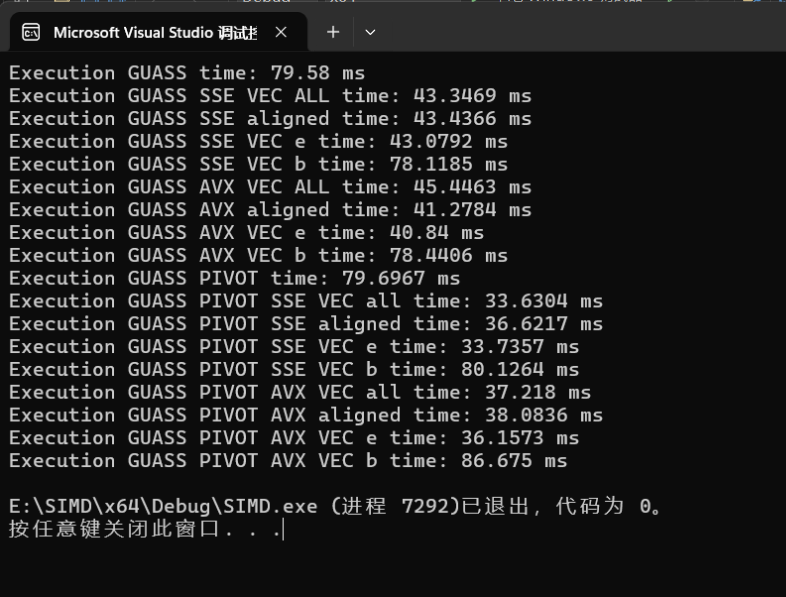 Microsoft Visual Studio 调试控
Execution GUASS time: 79.58 ms
Execution GUASS SSE VEC ALL time: 43.3469 ms
Execution GUASS SSE aligned time: 43.4366 ms
Execution GUASS SSE VEC e time: 43.0792 ms
Execution GUASS SSE VEC b time: 78.1185 ms
Execution GUASS AVX VEC ALL time: 45.4463 ms
Execution GUASS AVX aligned time: 41.2784 ms
Execution GUASS AVX VEC e time: 40.84 ms
Execution GUASS AVX VEC b time: 78.4406 ms
Execution GUASS PIVOT time: 79.6967 ms
Execution GUASS PIVOT SSE VEC all time: 33.6304 ms
Execution GUASS PIVOT SSE aligned time: 36.6217 ms
Execution GUASS PIVOT SSE VEC e time: 33.7357 ms
Execution GUASS PIVOT SSE VEC b time: 80.1264 ms
Execution GUASS PIVOT AVX VEC all time: 37.218 ms
Execution GUASS PIVOT AVX aligned time: 38.0836 ms
Execution GUASS PIVOT AVX VEC e time: 36.1573 ms
Execution GUASS PIVOT AVX VEC b time: 86.675 ms
E:\SIMD\x64\Debug\SIMD.exe (进程 7292)已退出，代码为 0。
按任意键关闭此窗口. . .